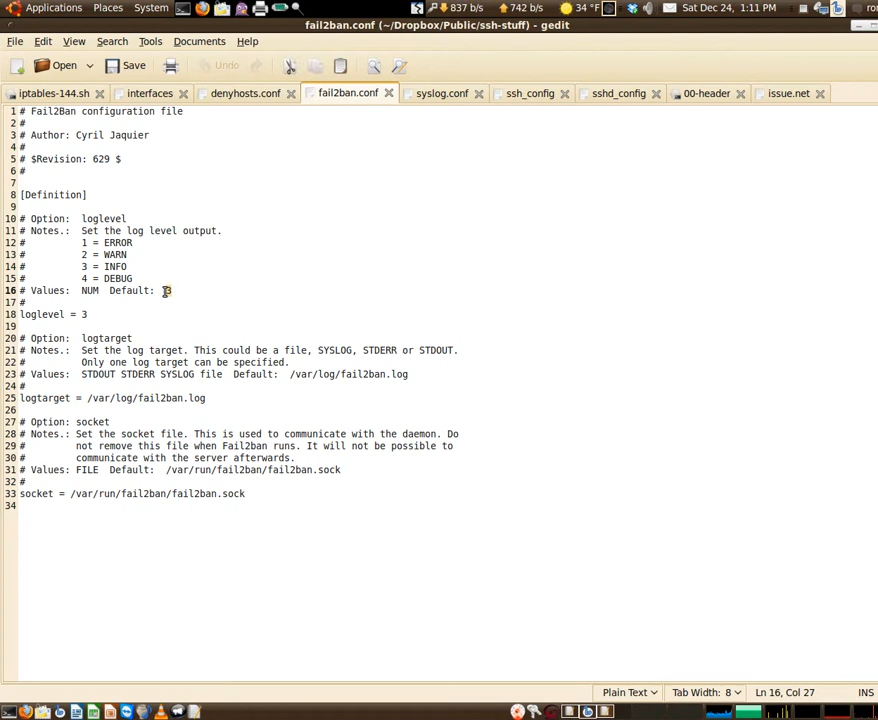 Applications Places System 837 b/s 742 b/s 34 °F Sat Dec 24, 1:11 PM
fail2ban.conf (~/Dropbox/Public/ssh-stuff) - gedit
File Edit View Search Tools Documents Help
Open Save Undo
iptables-144.sh interfaces denyhosts.conf fail2ban.conf syslog.conf ssh_config sshd_config 00-header issue.net
1 # Fail2Ban configuration file
2 #
3 # Author: Cyril Jaquier
4 #
5 # $Revision: 629 $
6 #
7
8 [Definition]
9
10 # Option: loglevel
11 # Notes.: Set the log level output.
12 # 1 = ERROR
13 # 2 = WARN
14 # 3 = INFO
15 # 4 = DEBUG
16 # Values: NUM Default: 3
17 #
18 loglevel = 3
19
20 # Option: logtarget
21 # Notes.: Set the log target. This could be a file, SYSLOG, STDERR or STDOUT.
22 # Only one log target can be specified.
23 # Values: STDOUT STDERR SYSLOG file Default: /var/log/fail2ban.log
24 #
25 logtarget = /var/log/fail2ban.log
26
27 # Option: socket
28 # Notes.: Set the socket file. This is used to communicate with the daemon. Do
29 # not remove this file when Fail2ban runs. It will not be possible to
30 # communicate with the server afterwards.
31 # Values: FILE Default: /var/run/fail2ban/fail2ban.sock
32 #
33 socket = /var/run/fail2ban/fail2ban.sock
34
Plain Text Tab Width: 8 Ln 16, Col 27 INS